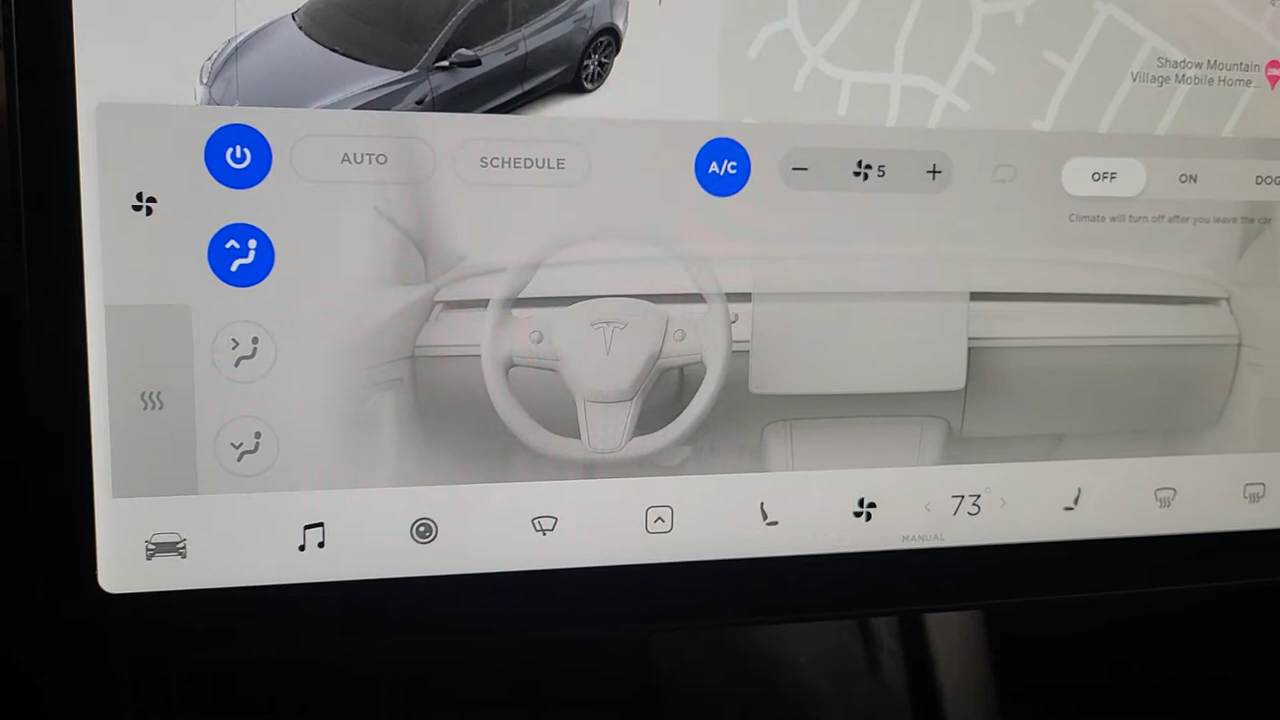 Shadow Mountain
Village Mobile Home...
AUTO
SCHEDULE
A/C
5
OFF
ON
DOG
Climate will turn off after you leave the car
73°
MANUAL